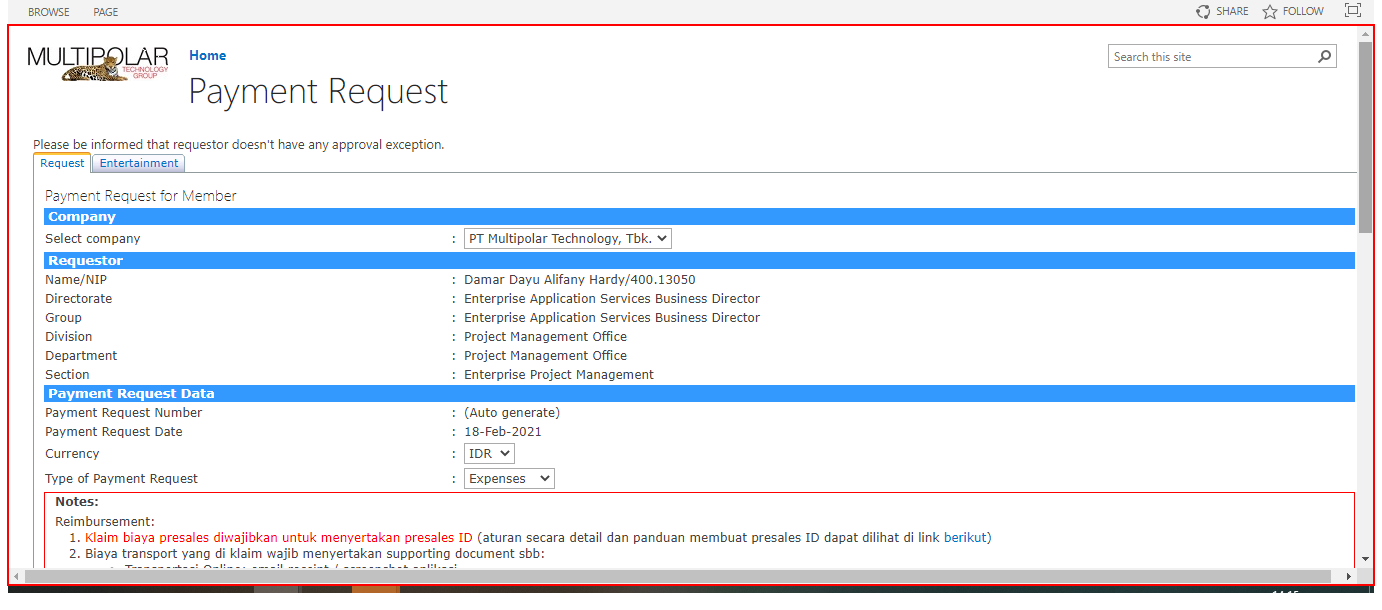 BROWSE PAGE SHARE FOLLOW
MULTIPOLAR
TECHNOLOGY
GROUP
Home
Search this site
Payment Request
Please be informed that requestor doesn't have any approval exception.
Request Entertainment
Payment Request for Member
Company
Select company : PT Multipolar Technology, Tbk.
Requestor
Name/NIP : Damar Dayu Alifany Hardy/400.13050
Directorate : Enterprise Application Services Business Director
Group : Enterprise Application Services Business Director
Division : Project Management Office
Department : Project Management Office
Section : Enterprise Project Management
Payment Request Data
Payment Request Number : (Auto generate)
Payment Request Date : 18-Feb-2021
Currency : IDR
Type of Payment Request : Expenses
Notes:
Reimbursement:
1. Klaim biaya presales diwajibkan untuk menyertakan presales ID (aturan secara detail dan panduan membuat presales ID dapat dilihat di link berikut)
2. Biaya transport yang di klaim wajib menyertakan supporting document sbb:
Transportasi Online: email receipt / screenshot aplikasi